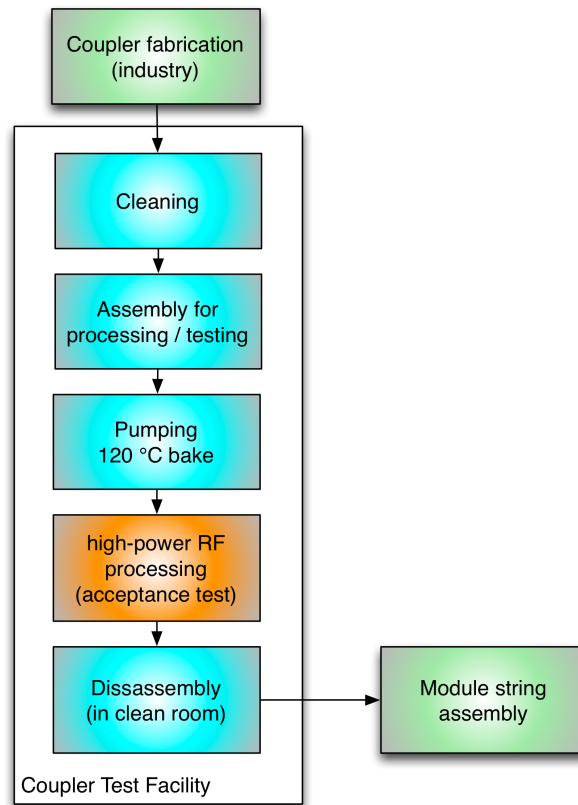 Coupler fabrication
(industry)
Cleaning
Assembly for
processing / testing
Pumping
120 °C bake
high-power RF
processing
(acceptance test)
Dissassembly
(in clean room)
Module string
assembly
Coupler Test Facility